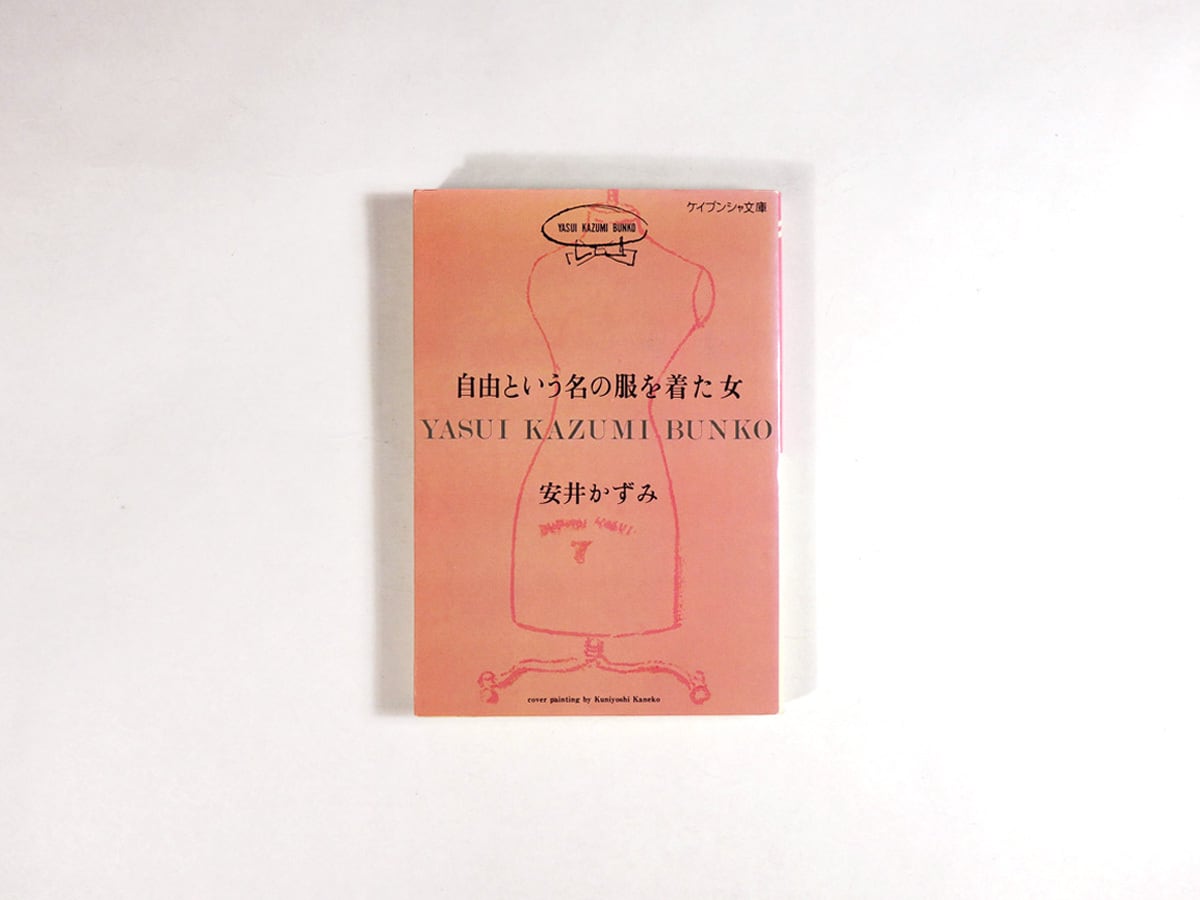 ケイブンシャ文庫
YASUI KAZUMI BUNKO
自由という名の服を着た女
YASUI KAZUMI BUNKO
安井かずみ
cover painting by Kuniyoshi Kaneko